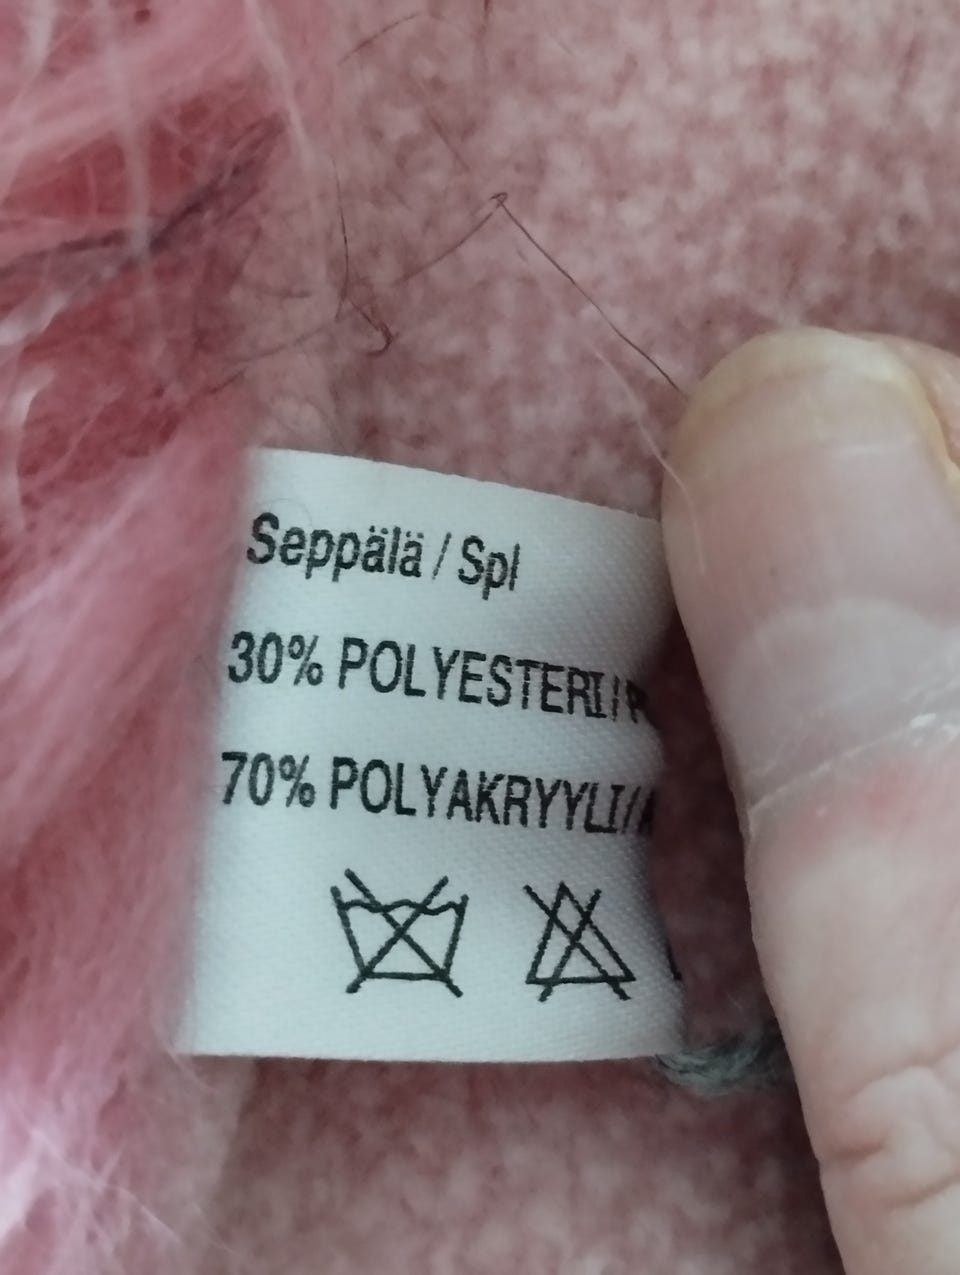 Seppälä / Spl
30% POLYESTERI /
70% POLYAKRYYLI /